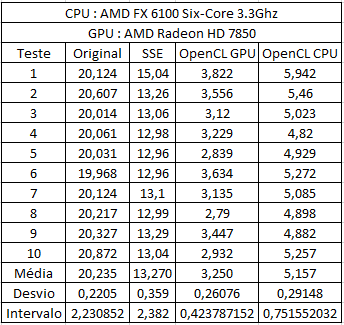 CPU : AMD FX 6100 Six-Core 3.3Ghz
GPU : AMD Radeon HD 7850
Teste Original SSE OpenCL GPU OpenCL CPU
1 20,124 15,04 3,822 5,942
2 20,607 13,26 3,556 5,46
3 20,014 13,06 3,12 5,023
4 20,061 12,98 3,229 4,82
5 20,031 12,96 2,839 4,929
6 19,968 12,96 3,634 5,272
7 20,124 13,1 3,135 5,085
8 20,217 12,99 2,79 4,898
9 20,327 13,29 3,447 4,882
10 20,872 13,04 2,932 5,257
Média 20,235 13,270 3,250 5,157
Desvio 0,2205 0,359 0,26076 0,29148
Intervalo 2,230852 2,382 0,423787152 0,751552032